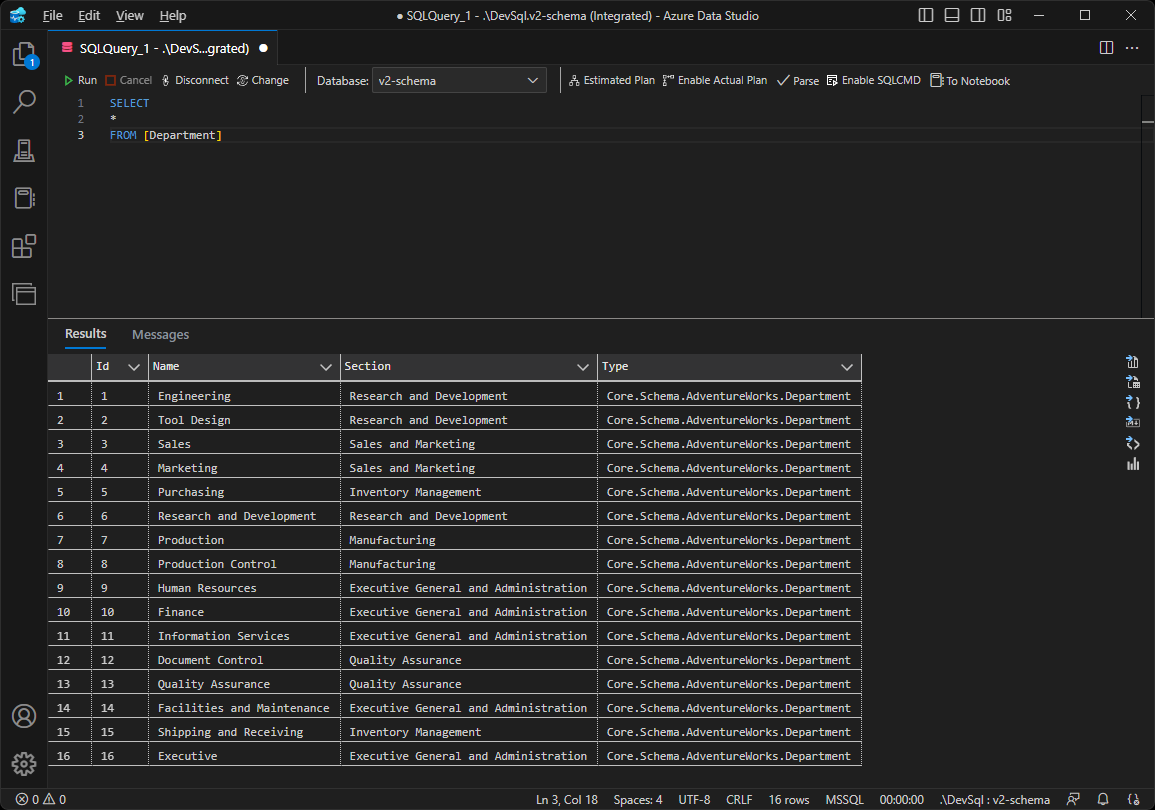 File Edit View Help ● SQLQuery_1 - .\DevSql.v2-schema (Integrated) - Azure Data Studio
SQLQuery_1 - .\DevS...grated) ●
1
Run Cancel Disconnect Change Database: v2-schema Estimated Plan Enable Actual Plan Parse Enable SQLCMD To Notebook
1 SELECT
2 *
3 FROM [Department]
Results Messages
Id Name Section Type
1 1 Engineering Research and Development Core.Schema.AdventureWorks.Department
2 2 Tool Design Research and Development Core.Schema.AdventureWorks.Department
3 3 Sales Sales and Marketing Core.Schema.AdventureWorks.Department
4 4 Marketing Sales and Marketing Core.Schema.AdventureWorks.Department
5 5 Purchasing Inventory Management Core.Schema.AdventureWorks.Department
6 6 Research and Development Research and Development Core.Schema.AdventureWorks.Department
7 7 Production Manufacturing Core.Schema.AdventureWorks.Department
8 8 Production Control Manufacturing Core.Schema.AdventureWorks.Department
9 9 Human Resources Executive General and Administration Core.Schema.AdventureWorks.Department
10 10 Finance Executive General and Administration Core.Schema.AdventureWorks.Department
11 11 Information Services Executive General and Administration Core.Schema.AdventureWorks.Department
12 12 Document Control Quality Assurance Core.Schema.AdventureWorks.Department
13 13 Quality Assurance Quality Assurance Core.Schema.AdventureWorks.Department
14 14 Facilities and Maintenance Executive General and Administration Core.Schema.AdventureWorks.Department
15 15 Shipping and Receiving Inventory Management Core.Schema.AdventureWorks.Department
16 16 Executive Executive General and Administration Core.Schema.AdventureWorks.Department
0 0 Ln 3, Col 18 Spaces: 4 UTF-8 CRLF 16 rows MSSQL 00:00:00 .\DevSql : v2-schema